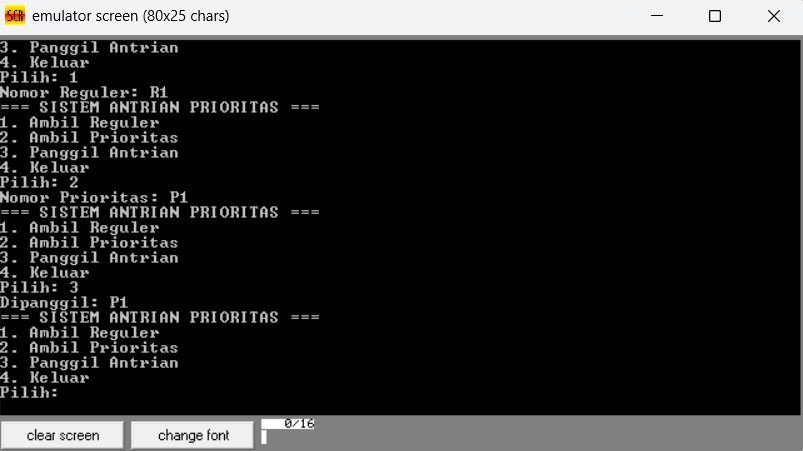 SCR
emulator screen (80x25 chars)
3. Panggil Antrian
4. Keluar
Pilih: 1
Nomor Reguler: R1
=== SISTEM ANTRIAN PRIORITAS ===
1. Ambil Reguler
2. Ambil Prioritas
3. Panggil Antrian
4. Keluar
Pilih: 2
Nomor Prioritas: P1
=== SISTEM ANTRIAN PRIORITAS ===
1. Ambil Reguler
2. Ambil Prioritas
3. Panggil Antrian
4. Keluar
Pilih: 3
Dipanggil: P1
=== SISTEM ANTRIAN PRIORITAS ===
1. Ambil Reguler
2. Ambil Prioritas
3. Panggil Antrian
4. Keluar
Pilih:
clear screen
change font
0/16